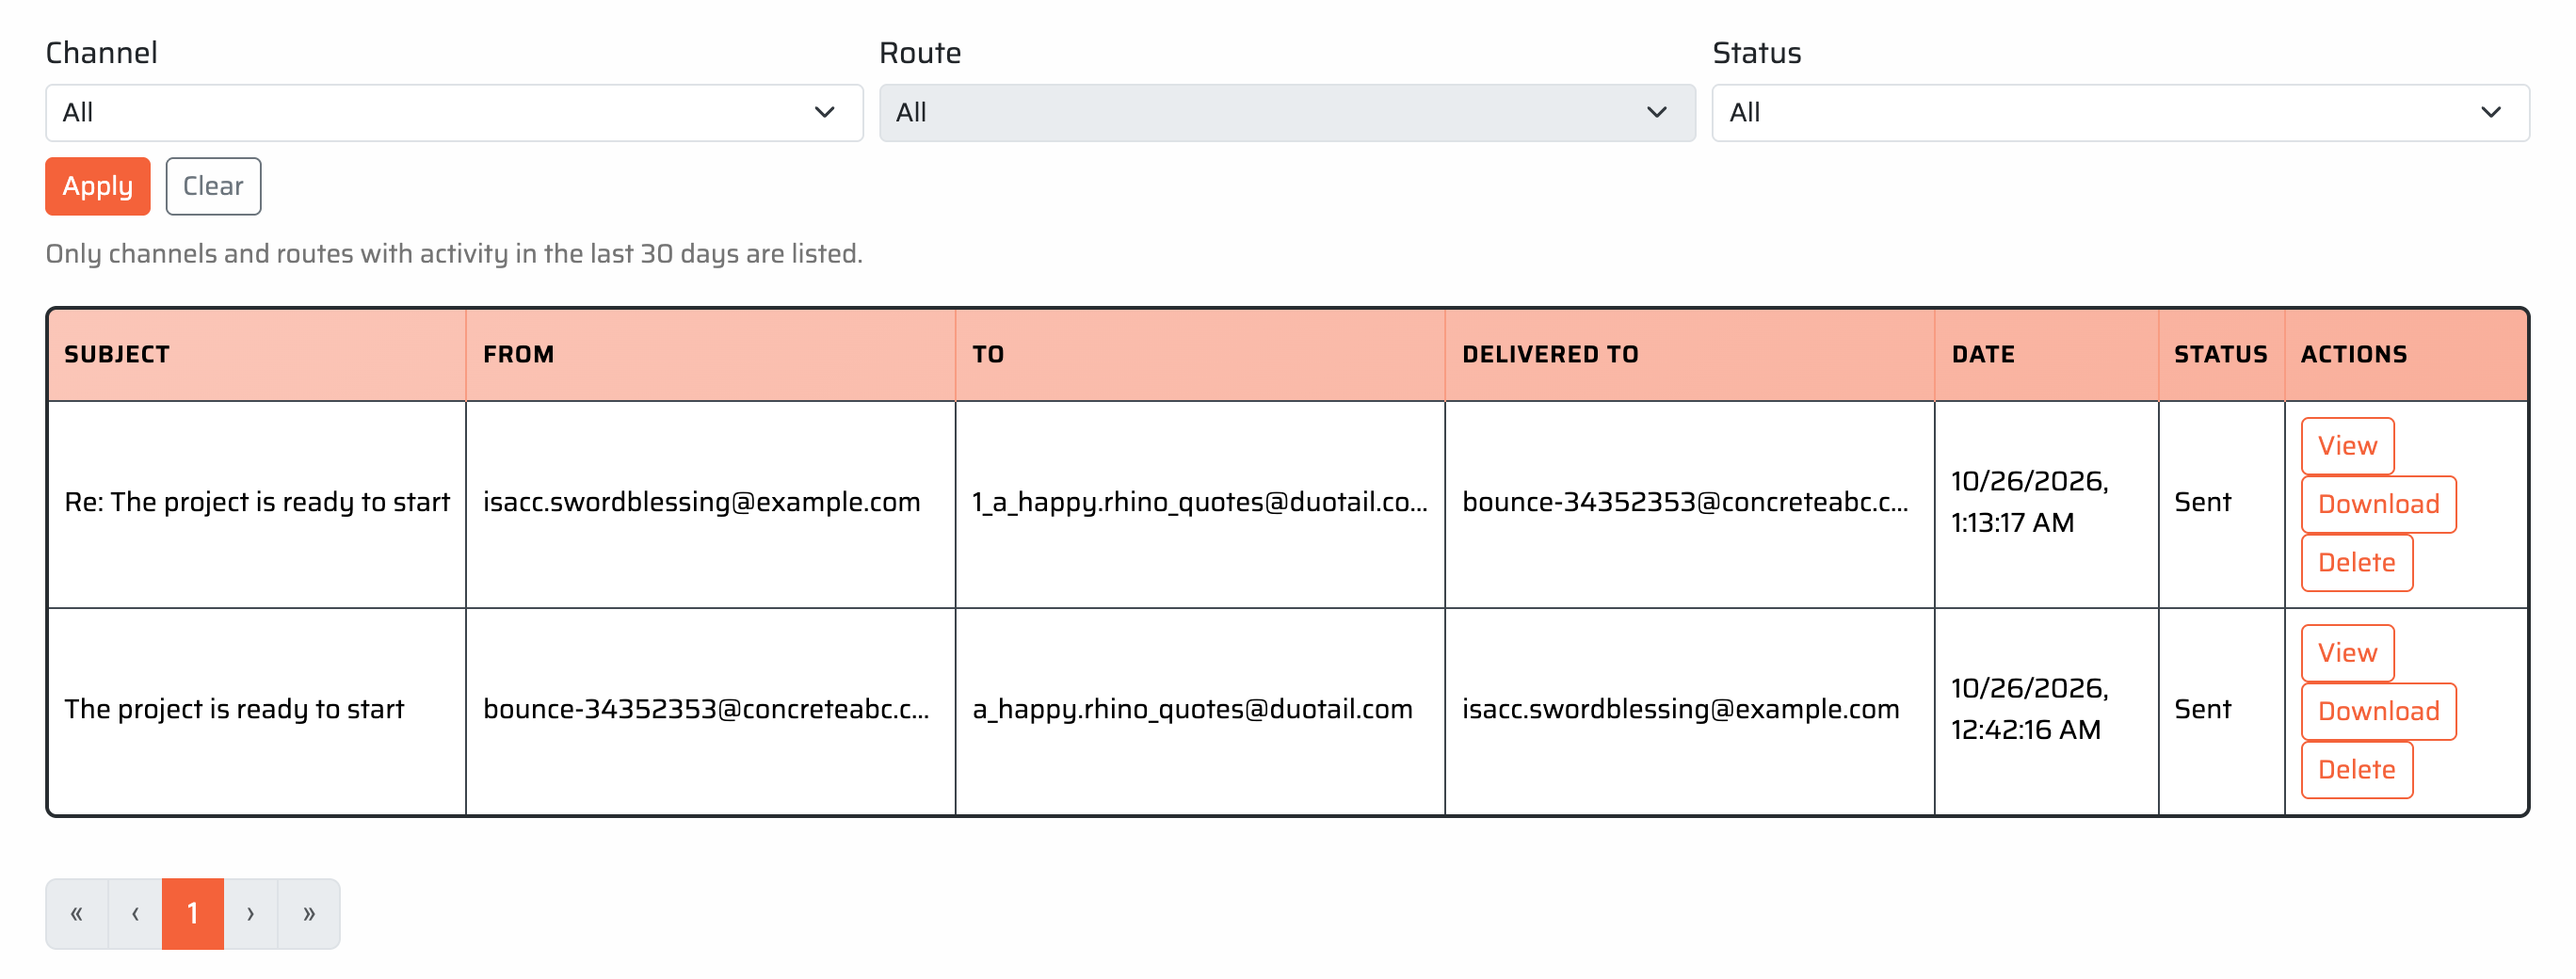 Channel Route Status
All All All
Apply Clear
Only channels and routes with activity in the last 30 days are listed.
SUBJECT FROM TO DELIVERED TO DATE STATUS ACTIONS
Re: The project is ready to start isacc.swordblessing@example.com 1_a_happy.rhino_quotes@duotail.co... bounce-34352353@concreteabc.c... 10/26/2026, 1:13:17 AM Sent View Download Delete
The project is ready to start bounce-34352353@concreteabc.c... a_happy.rhino_quotes@duotail.com isacc.swordblessing@example.com 10/26/2026, 12:42:16 AM Sent View Download Delete
« ‹ 1 › »